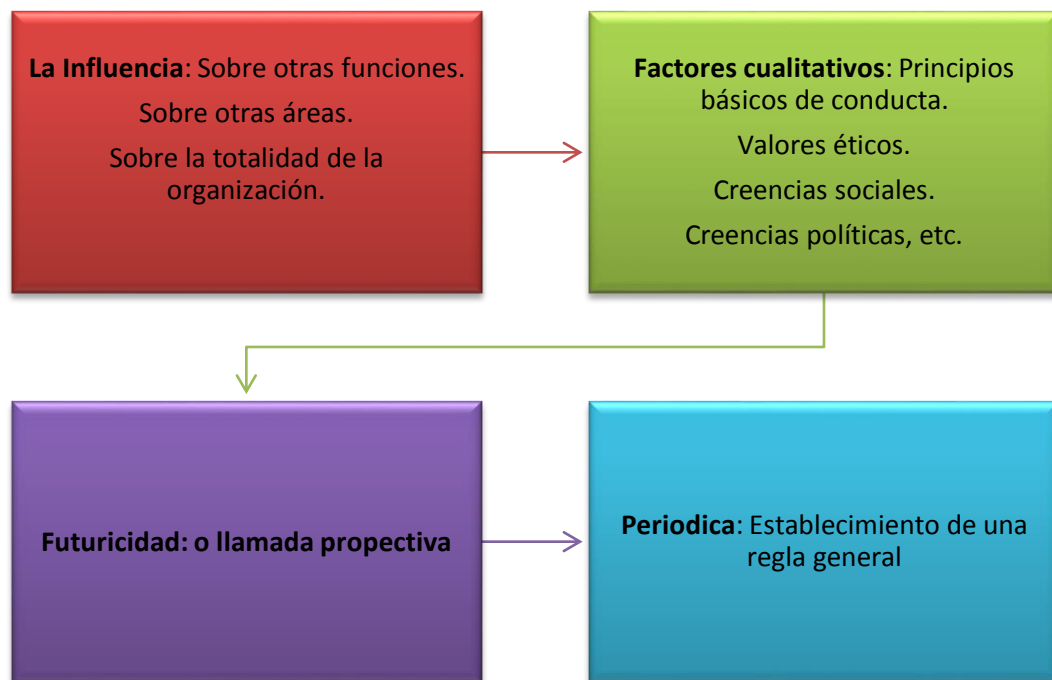 La Influencia: Sobre otras funciones.
Sobre otras áreas.
Sobre la totalidad de la
organización.
Factores cualitativos: Principios
básicos de conducta.
Valores éticos.
Creencias sociales.
Creencias políticas, etc.
Futuricidad: o llamada propectiva
Periodica: Establecimiento de una
regla general